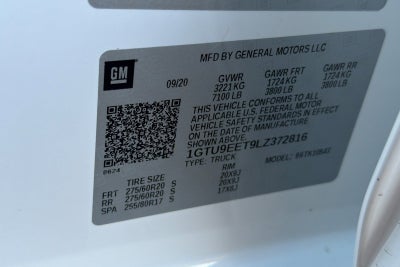 MFD BY GENERAL MOTORS LLC
GM
09/20
GVWR
3221 KG
7100 LB
GAWR FRT
1724 KG
3800 LB
GAWR RR
1724 KG
3800 LB
THIS VEHICLE CONFORMS TO ALL
APPLICABLE U.S. FEDERAL MOTOR
VEHICLE SAFETY STANDARDS IN
EFFECT ON THE DATE OF MANUFACTURE
SHOWN ABOVE.
1GTU9EET9LZ372816
TYPE: TRUCK
MODEL:
0624
TIRE SIZE
RIM
FRT 275/60R20 S 20X9J
RR 275/60R20 S 20X9J
SPA 255/80R17 S 17X8J